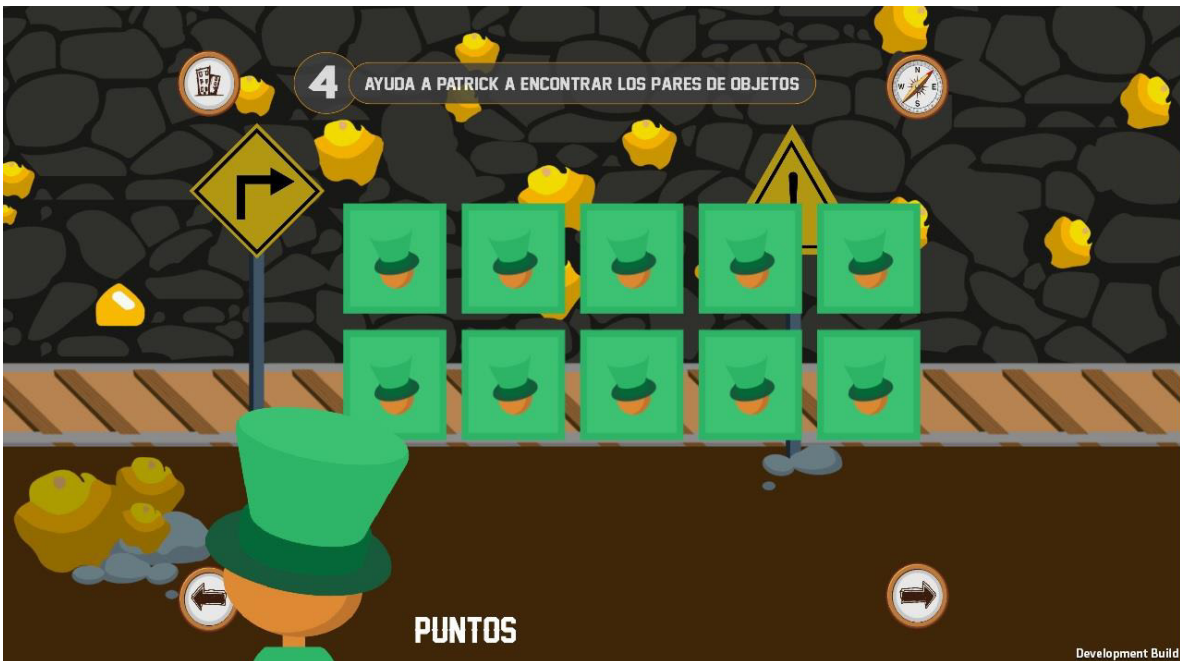 4
AYUDA A PATRICK A ENCONTRAR LOS PARES DE OBJETOS
N
W E
S
!
PUNTOS
Development Build